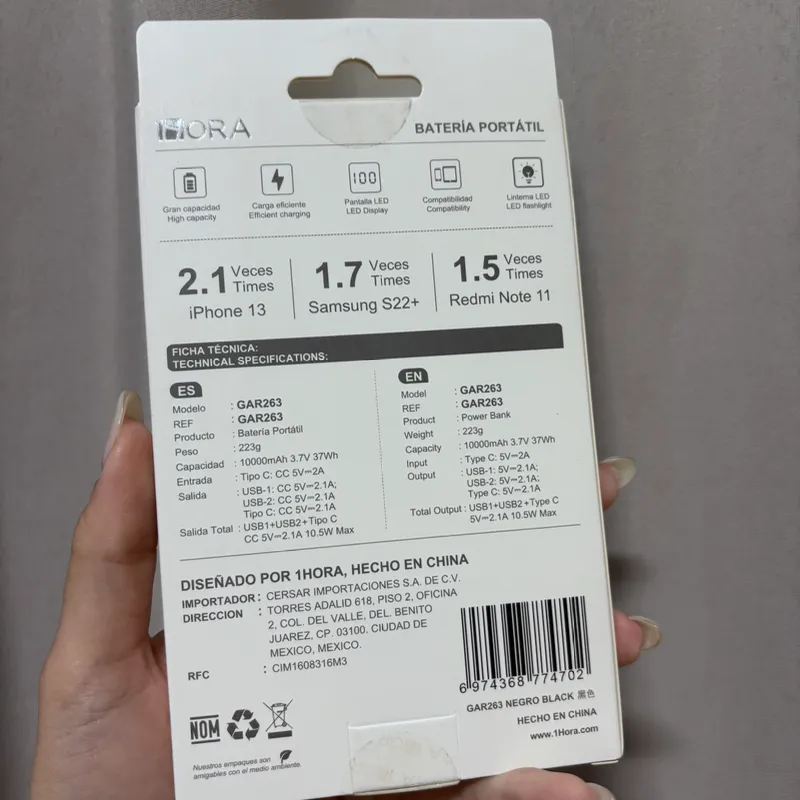 1HORA
BATERÍA PORTÁTIL
Gran capacidad
High capacity
Carga eficiente
Efficient charging
100
Pantalla LED
LED Display
Compatibilidad
Compatibility
Linterna LED
LED flashlight
2.1 Veces
Times
iPhone 13
1.7 Veces
Times
Samsung S22+
1.5 Veces
Times
Redmi Note 11
FICHA TÉCNICA:
TECHNICAL SPECIFICATIONS:
ES
Modelo : GAR263
REF : GAR263
Producto : Batería Portátil
Peso : 223g
Capacidad : 10000mAh 3.7V 37Wh
Entrada : Tipo C: CC 5V⎓2A
Salida : USB-1: CC 5V⎓2.1A;
USB-2: CC 5V⎓2.1A;
Tipo C: CC 5V⎓2.1A
Salida Total : USB1+USB2+Tipo C
CC 5V⎓2.1A 10.5W Max
EN
Model : GAR263
REF : GAR263
Product : Power Bank
Weight : 223g
Capacity : 10000mAh 3.7V 37Wh
Input : Type C: 5V⎓2A
Output : USB-1: 5V⎓2.1A;
USB-2: 5V⎓2.1A;
Type C: 5V⎓2.1A
Total Output : USB1+USB2+Type C
5V⎓2.1A 10.5W Max
DISEÑADO POR 1HORA, HECHO EN CHINA
IMPORTADOR : CERSAR IMPORTACIONES S.A. DE C.V.
DIRECCION : TORRES ADALID 618, PISO 2, OFICINA
2, COL. DEL VALLE, DEL. BENITO
JUAREZ, CP. 03100. CIUDAD DE
MEXICO, MEXICO.
RFC : CIM1608316M3
6 974368 774702
GAR263 NEGRO BLACK 黑色
HECHO EN CHINA
www.1Hora.com
NOM
Nuestros empaques son
amigables con el medio ambiente.